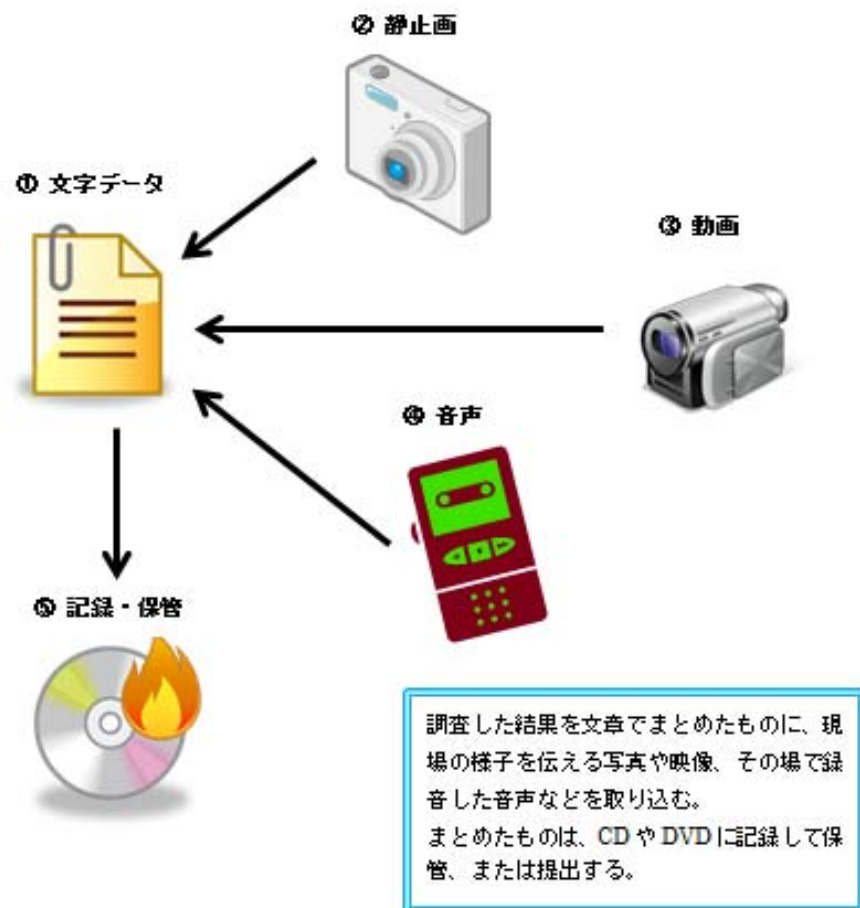 ② 静止画
① 文字データ
③ 動画
④ 音声
⑤ 記録・保管
調査した結果を文章でまとめたものに、現
場の様子を伝える写真や映像、その場で録
音した音声などを取り込む。
まとめたものは、CD や DVD に記録して保
管、または提出する。